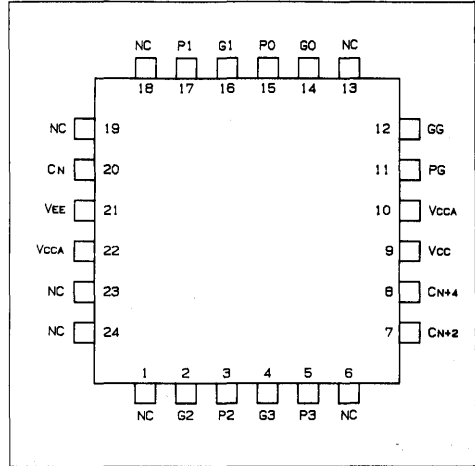 NC P1 G1 P0 G0 NC
18 17 16 15 14 13
NC 19 12 GG
CN 20 11 PG
VEE 21 10 VCCA
VCCA 22 9 VCC
NC 23 8 CN+4
NC 24 7 CN+2
1 2 3 4 5 6
NC G2 P2 G3 P3 NC